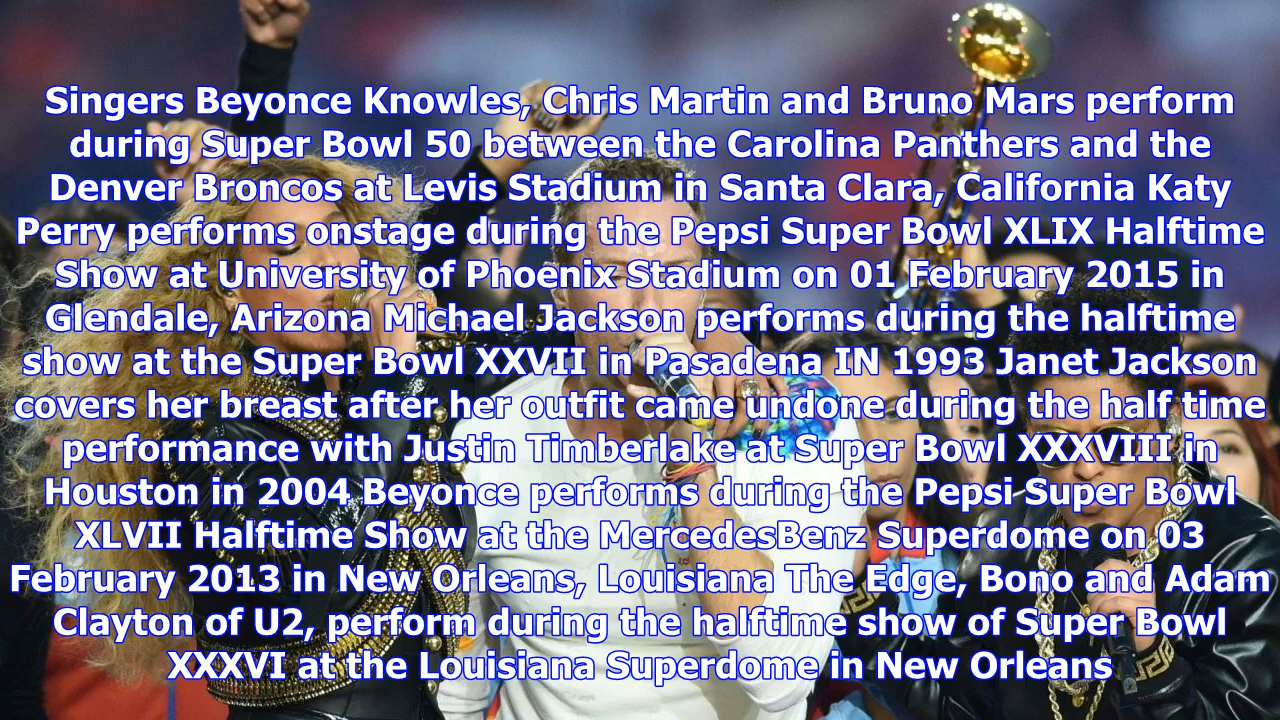 Singers Beyonce Knowles, Chris Martin and Bruno Mars perform
during Super Bowl 50 between the Carolina Panthers and the
Denver Broncos at Levis Stadium in Santa Clara, California Katy
Perry performs onstage during the Pepsi Super Bowl XLIX Halftime
Show at University of Phoenix Stadium on 01 February 2015 in
Glendale, Arizona Michael Jackson performs during the halftime
show at the Super Bowl XXVII in Pasadena IN 1993 Janet Jackson
covers her breast after her outfit came undone during the half time
performance with Justin Timberlake at Super Bowl XXXVIII in
Houston in 2004 Beyonce performs during the Pepsi Super Bowl
XLVII Halftime Show at the MercedesBenz Superdome on 03
February 2013 in New Orleans, Louisiana The Edge, Bono and Adam
Clayton of U2, perform during the halftime show of Super Bowl
XXXVI at the Louisiana Superdome in New Orleans